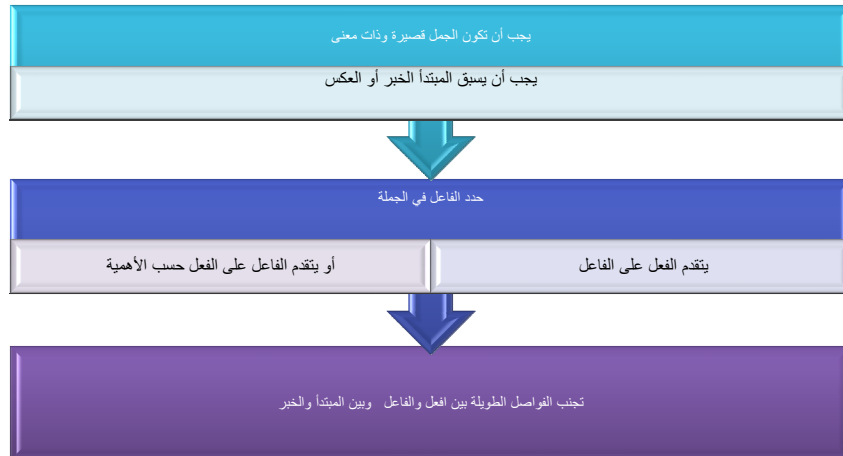 يجب أن تكون الجمل قصيرة وذات معنى
يجب أن يسبق المبتدأ الخبر أو العكس
حدد الفاعل في الجملة
يتقدم الفعل على الفاعل
أو يتقدم الفاعل على الفعل حسب الأهمية
تجنب الفواصل الطويلة بين افعل والفاعل وبين المبتدأ والخبر